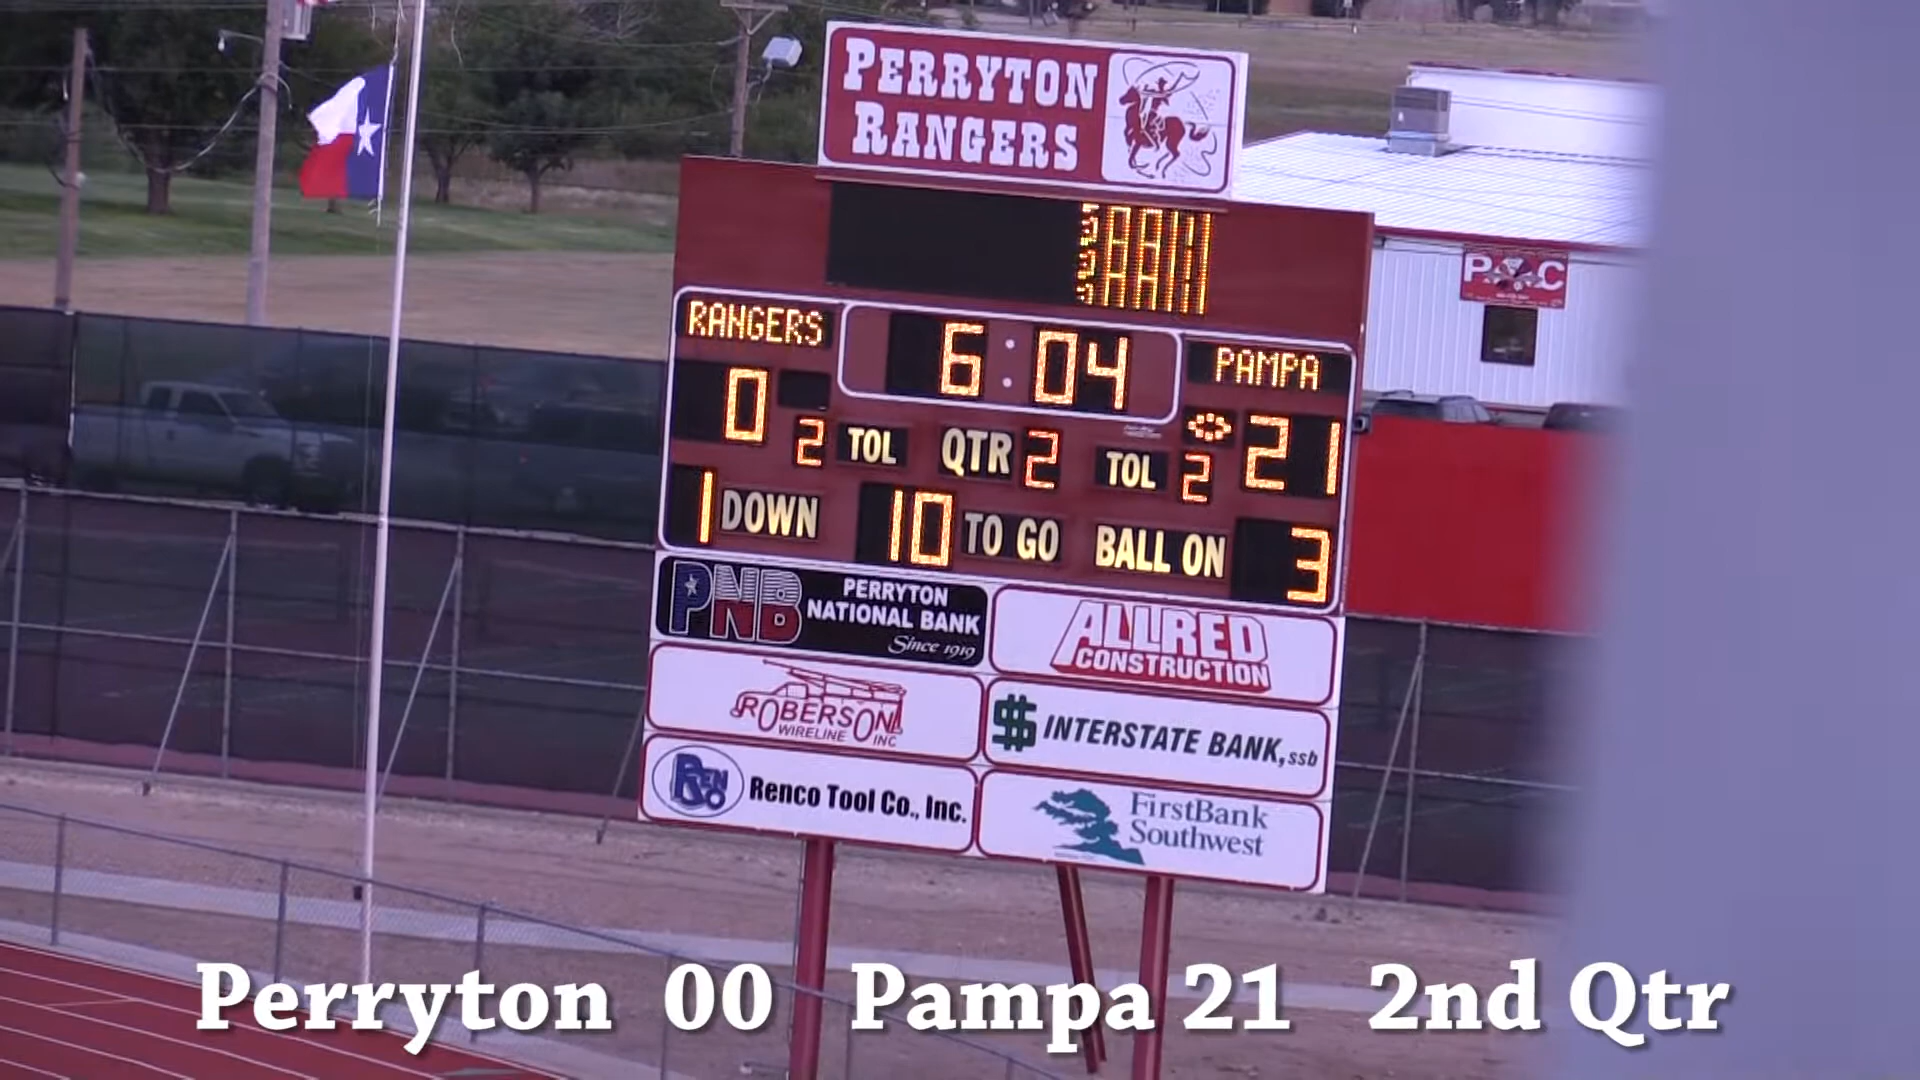 PERRYTON
RANGERS
P C
RANGERS
6:04
PAMPA
0
21
2 TOL QTR 2 TOL 2
1 DOWN 10 TO GO BALL ON 3
PNB
PERRYTON
NATIONAL BANK
Since 1919
ALLRED
CONSTRUCTION
ROBERSON
WIRELINE INC
INTERSTATE BANK, ssb
RENCO
Renco Tool Co., Inc.
FirstBank
Southwest
Perryton 00 Pampa 21 2nd Qtr